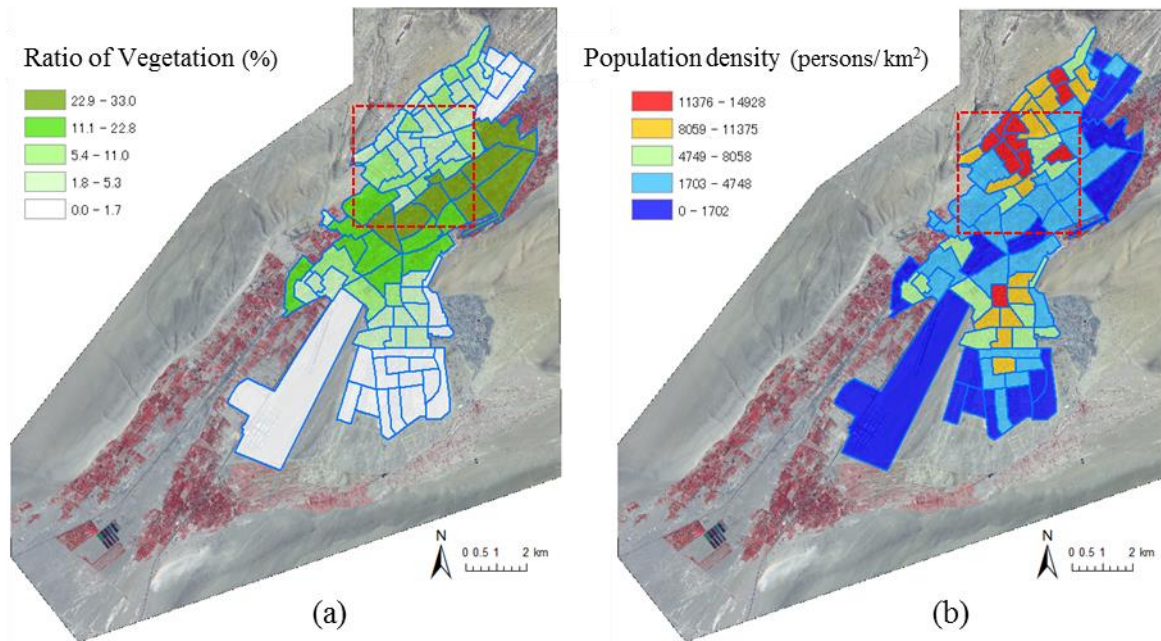 Ratio of Vegetation (%)
22.9 – 33.0
11.1 – 22.8
5.4 – 11.0
1.8 – 5.3
0.0 – 1.7
N
0 0.5 1 2 km
(a)
Population density (persons/km²)
11376 – 14928
8059 – 11375
4749 – 8058
1703 – 4748
0 – 1702
N
0 0.5 1 2 km
(b)